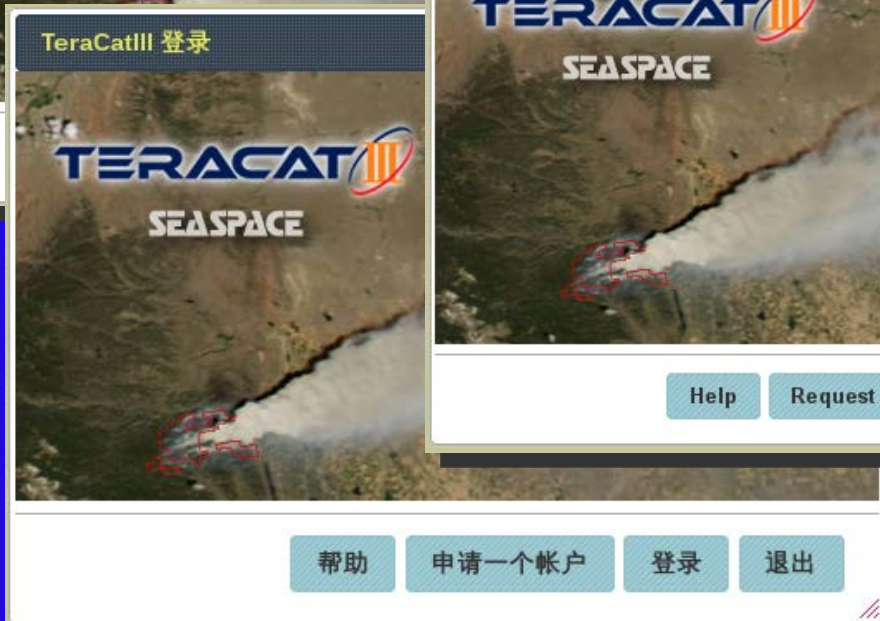 TeraCatIII 登录
TERACAT III
SEASPACE
帮助
申请一个帐户
登录
退出
TERACAT III
SEASPACE
Help
Request